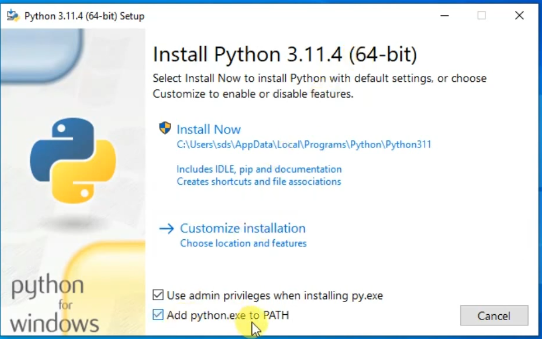 Python 3.11.4 (64-bit) Setup
Install Python 3.11.4 (64-bit)
Select Install Now to install Python with default settings, or choose
Customize to enable or disable features.
Install Now
C:\Users\sds\AppData\Local\Programs\Python\Python311
Includes IDLE, pip and documentation
Creates shortcuts and file associations
Customize installation
Choose location and features
python
for
windows
Use admin privileges when installing py.exe
Add python.exe to PATH
Cancel